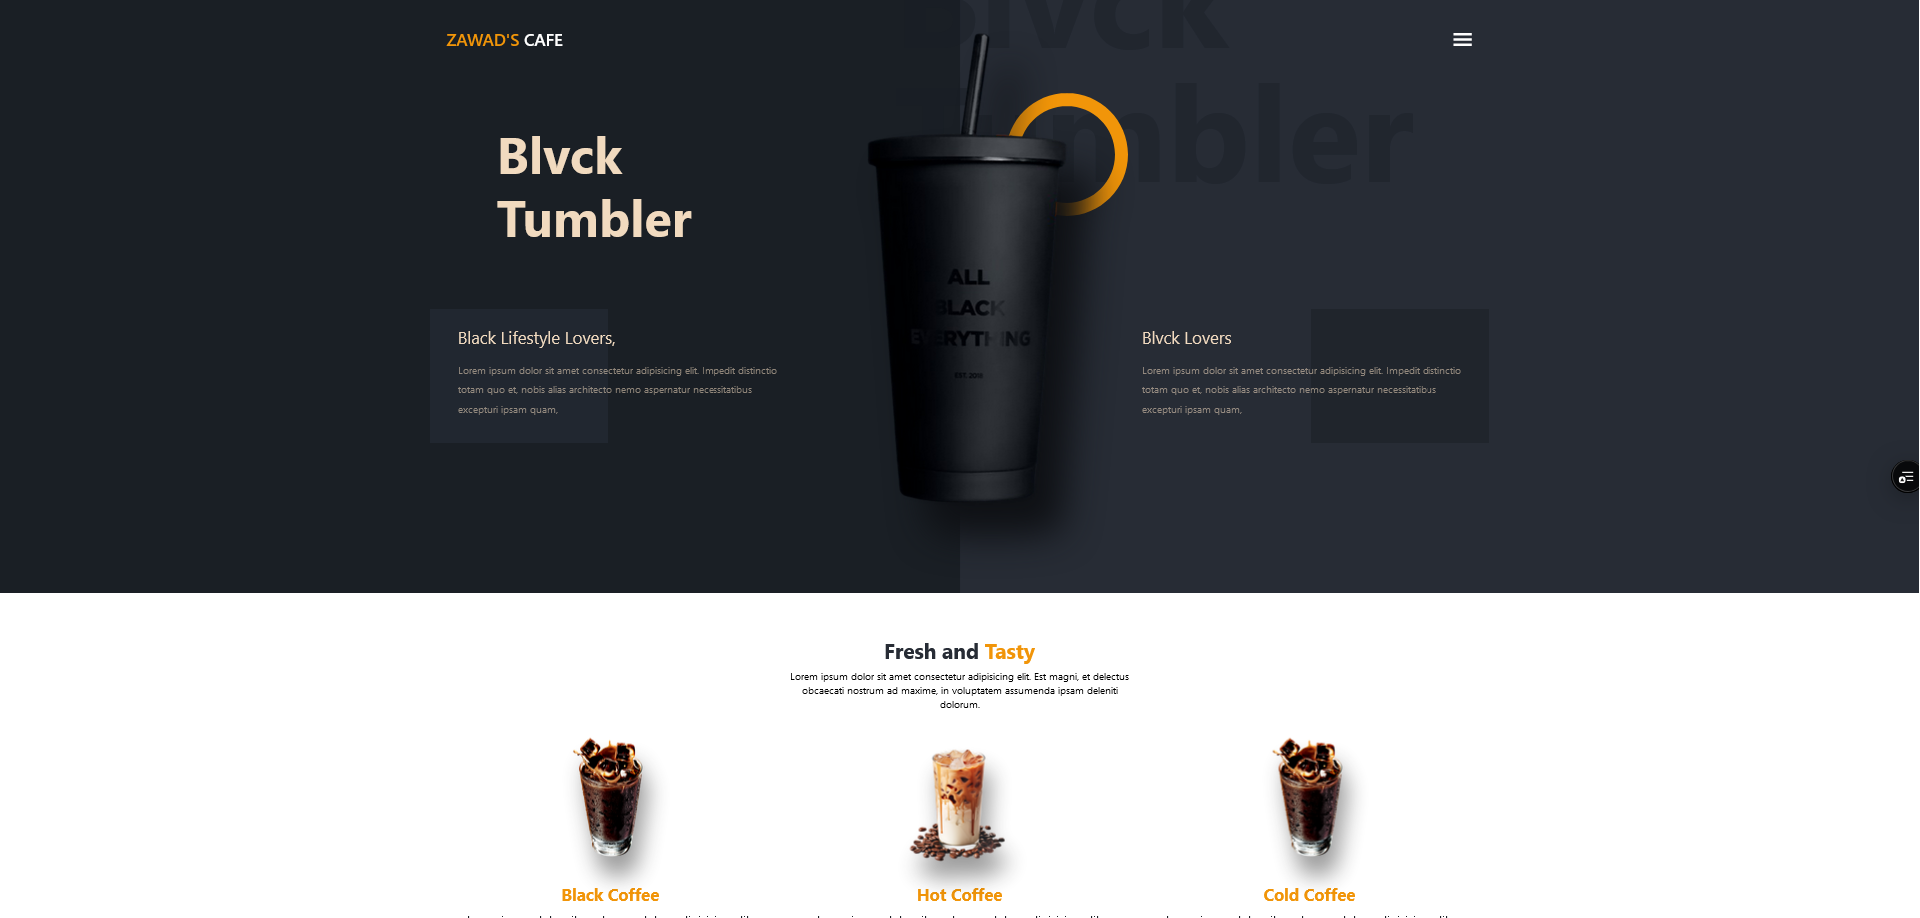 ZAWAD'S CAFE
Blvck
Tumbler
Blvck
Tumbler
ALL
BLACK
EVERYTHING
EST. 2019
Black Lifestyle Lovers,
Lorem ipsum dolor sit amet consectetur adipisicing elit. Impedit distinctio
totam quo et, nobis alias architecto nemo aspernatur necessitatibus
excepturi ipsam quam,
Blvck Lovers
Lorem ipsum dolor sit amet consectetur adipisicing elit. Impedit distinctio
totam quo et, nobis alias architecto nemo aspernatur necessitatibus
excepturi ipsam quam,
Fresh and Tasty
Lorem ipsum dolor sit amet consectetur adipisicing elit. Est magni, et delectus
obcaecati nostrum ad maxime, in voluptatem assumenda ipsam deleniti
dolorum.
Black Coffee
Hot Coffee
Cold Coffee